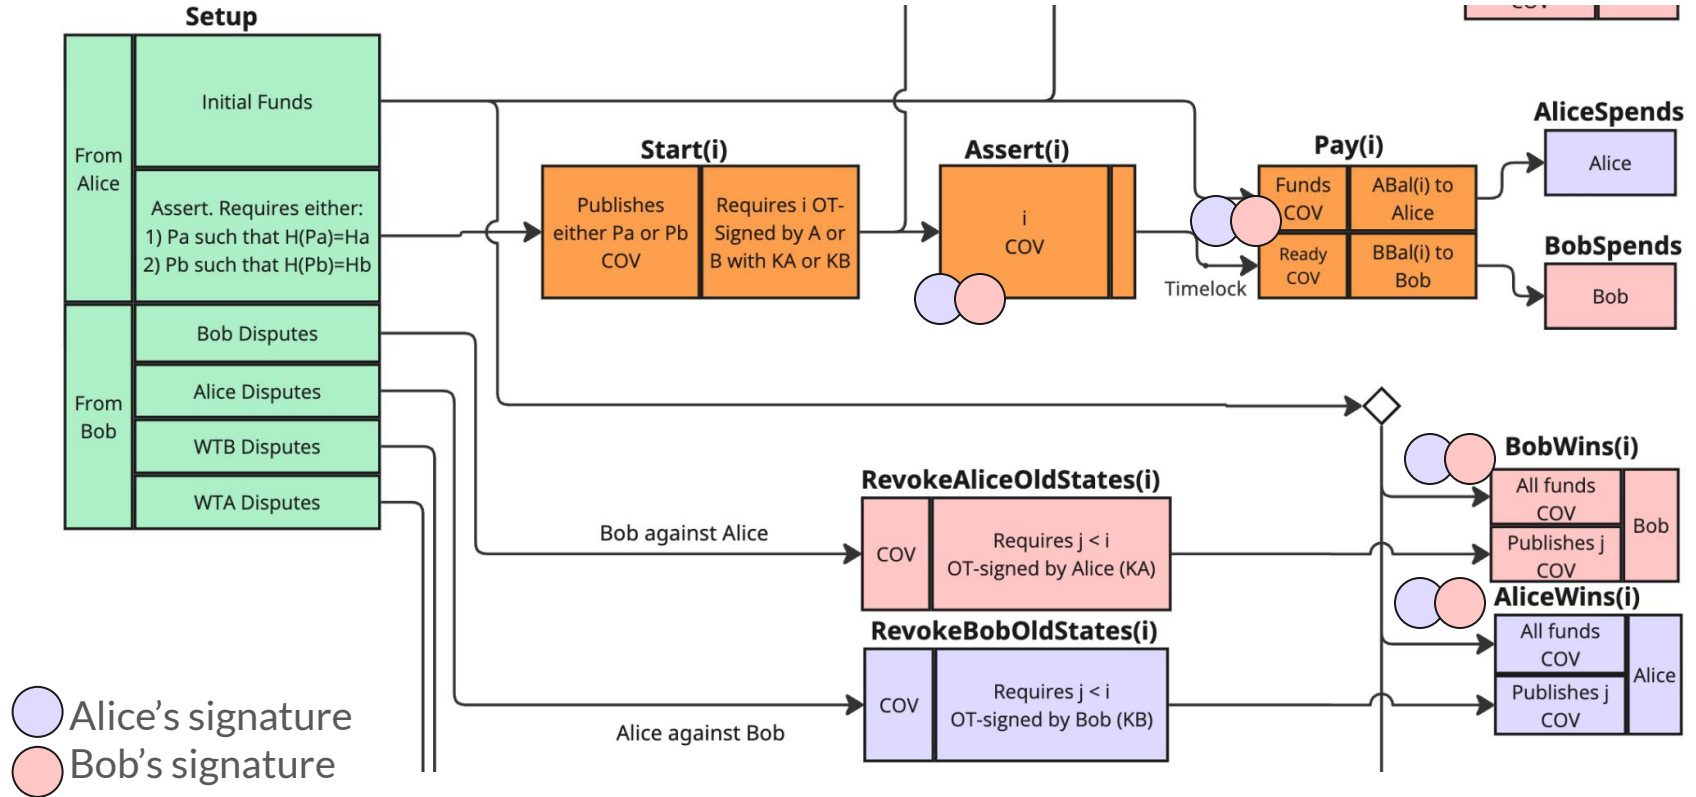 Setup
From
Alice
Initial Funds
Assert. Requires either:
1) Pa such that H(Pa)=Ha
2) Pb such that H(Pb)=Hb
From
Bob
Bob Disputes
Alice Disputes
WTB Disputes
WTA Disputes
Start(i)
Publishes
either Pa or Pb
COV
Requires i OT-
Signed by A or
B with KA or KB
Assert(i)
i
COV
Timelock
Pay(i)
Funds
COV
ABal(i) to
Alice
Ready
COV
BBal(i) to
Bob
AliceSpends
Alice
BobSpends
Bob
Bob against Alice
RevokeAliceOldStates(i)
COV
Requires j < i
OT-signed by Alice (KA)
BobWins(i)
All funds
COV
Publishes j
COV
Bob
Alice against Bob
RevokeBobOldStates(i)
COV
Requires j < i
OT-signed by Bob (KB)
AliceWins(i)
All funds
COV
Publishes j
COV
Alice
Alice's signature
Bob's signature